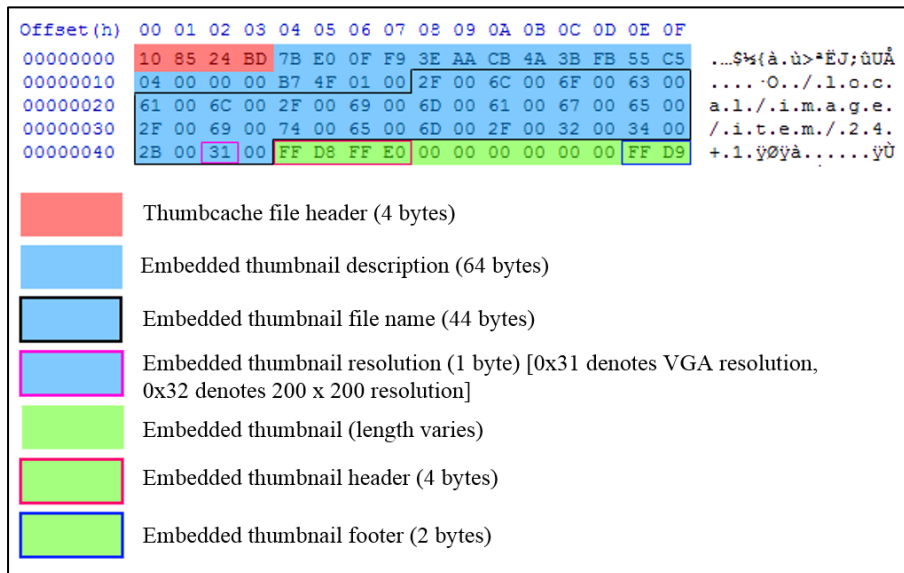 Offset(h) 00 01 02 03 04 05 06 07 08 09 0A 0B 0C 0D 0E 0F
00000000 10 85 24 BD 7B E0 0F F9 3E AA CB 4A 3B FB 55 C5 .…$½{à.ù>ªËJ;ûUÅ
00000010 04 00 00 00 B7 4F 01 00 2F 00 6C 00 6F 00 63 00 ....·O../.l.o.c.
00000020 61 00 6C 00 2F 00 69 00 6D 00 61 00 67 00 65 00 a.l./.i.m.a.g.e.
00000030 2F 00 69 00 74 00 65 00 6D 00 2F 00 32 00 34 00 /.i.t.e.m./.2.4.
00000040 2B 00 31 00 FF D8 FF E0 00 00 00 00 00 00 FF D9 +.1.ÿØÿà......ÿÙ
Thumbcache file header (4 bytes)
Embedded thumbnail description (64 bytes)
Embedded thumbnail file name (44 bytes)
Embedded thumbnail resolution (1 byte) [0x31 denotes VGA resolution,
0x32 denotes 200 x 200 resolution]
Embedded thumbnail (length varies)
Embedded thumbnail header (4 bytes)
Embedded thumbnail footer (2 bytes)